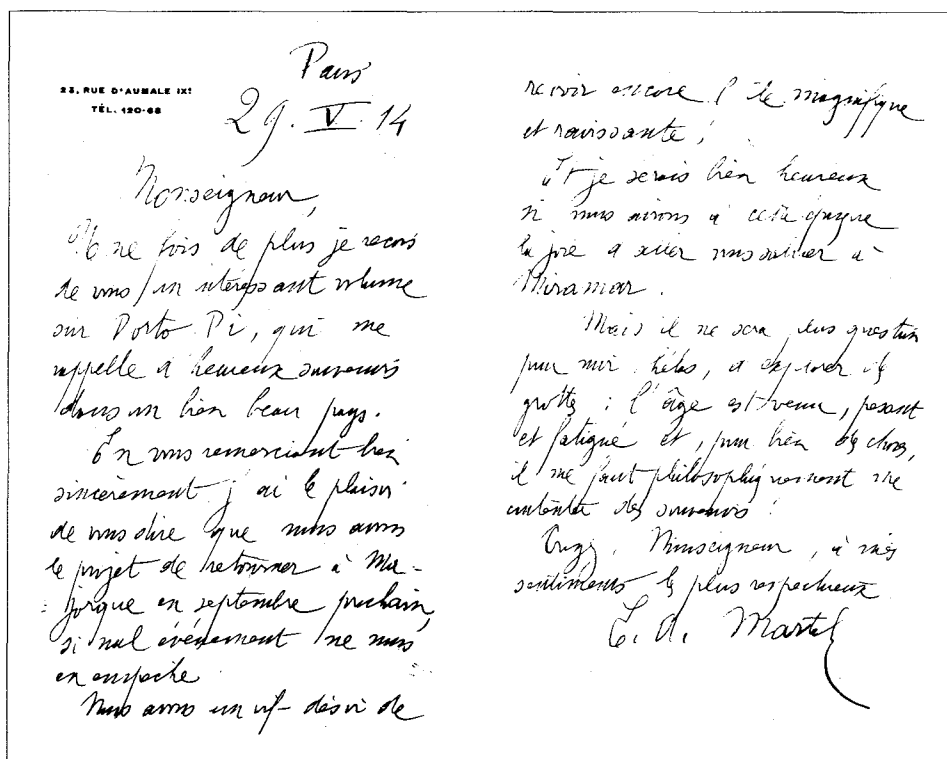 23, RUE D'AUMALE IXᵉ
TÉL. 120-68
Paris
29. V. 14
Monseigneur,
Une fois de plus je reçois
de vous un intéressant volume
sur Porto Pi, qui me
rappelle d'heureux souvenirs
dans un bien beau pays.
En vous remerciant bien
sincèrement j'ai le plaisir
de vous dire que nous avons
le projet de retourner à Ma-
jorque en septembre prochain,
si nul événement ne nous
en empêche
Nous avons un vif désir de
revoir encore l'île magnifique
et ravissante !
Et je serais bien heureux
si nous avions à cette époque
la joie d'aller vous saluer à
Miramar.
Mais il ne sera plus question
pour moi, hélas, d'explorer des
grottes : l'âge est venu, pesant
et fatigué et, pour bien des choses,
il me faut philosophiquement me
contenter des souvenirs !
Croyez, Monseigneur, à mes
sentiments les plus respectueux
E. A. Martel